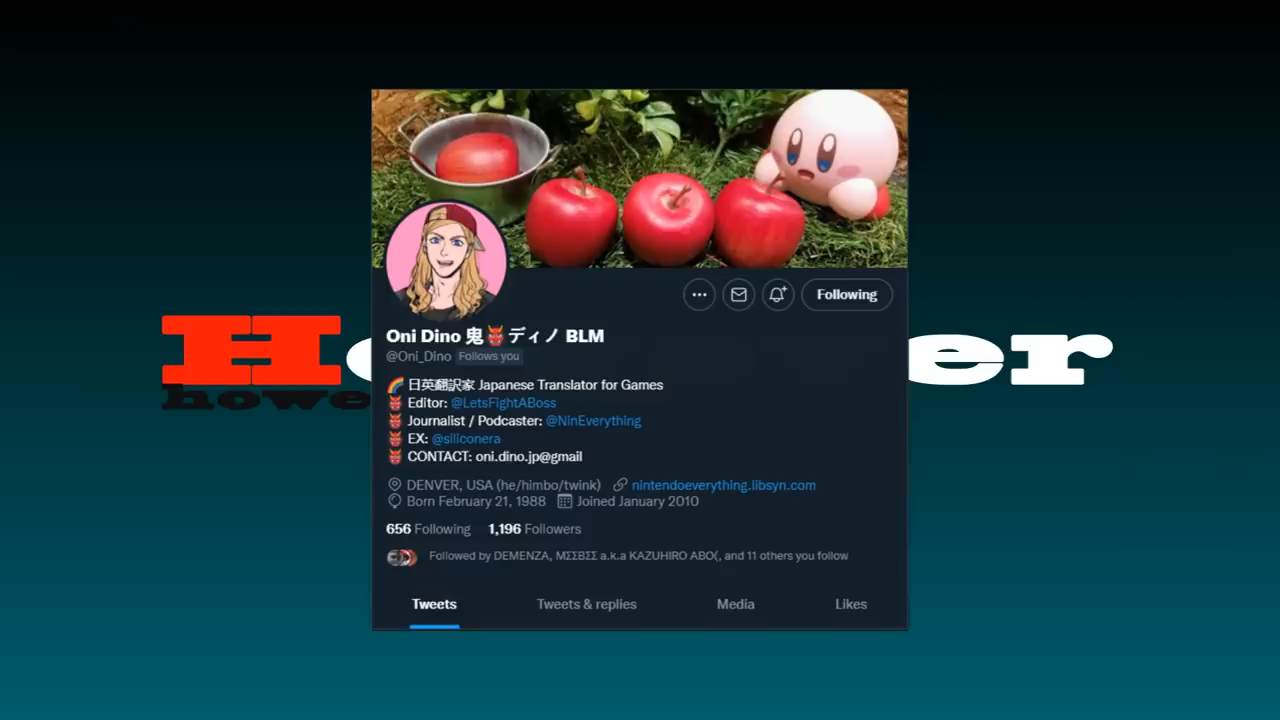 H er
howe
Following
Oni Dino 鬼👹ディノ BLM
@Oni_Dino Follows you
🌈 日英翻訳家 Japanese Translator for Games
👹 Editor: @LetsFightABoss
👹 Journalist / Podcaster: @NinEverything
👹 EX: @siliconera
👹 CONTACT: oni.dino.jp@gmail
DENVER, USA (he/himbo/twink) nintendoeverything.libsyn.com
Born February 21, 1988 Joined January 2010
656 Following 1,196 Followers
Followed by DEMENZA, MΣΣBΣΣ a.k.a KAZUHIRO ABO(, and 11 others you follow
Tweets Tweets & replies Media Likes